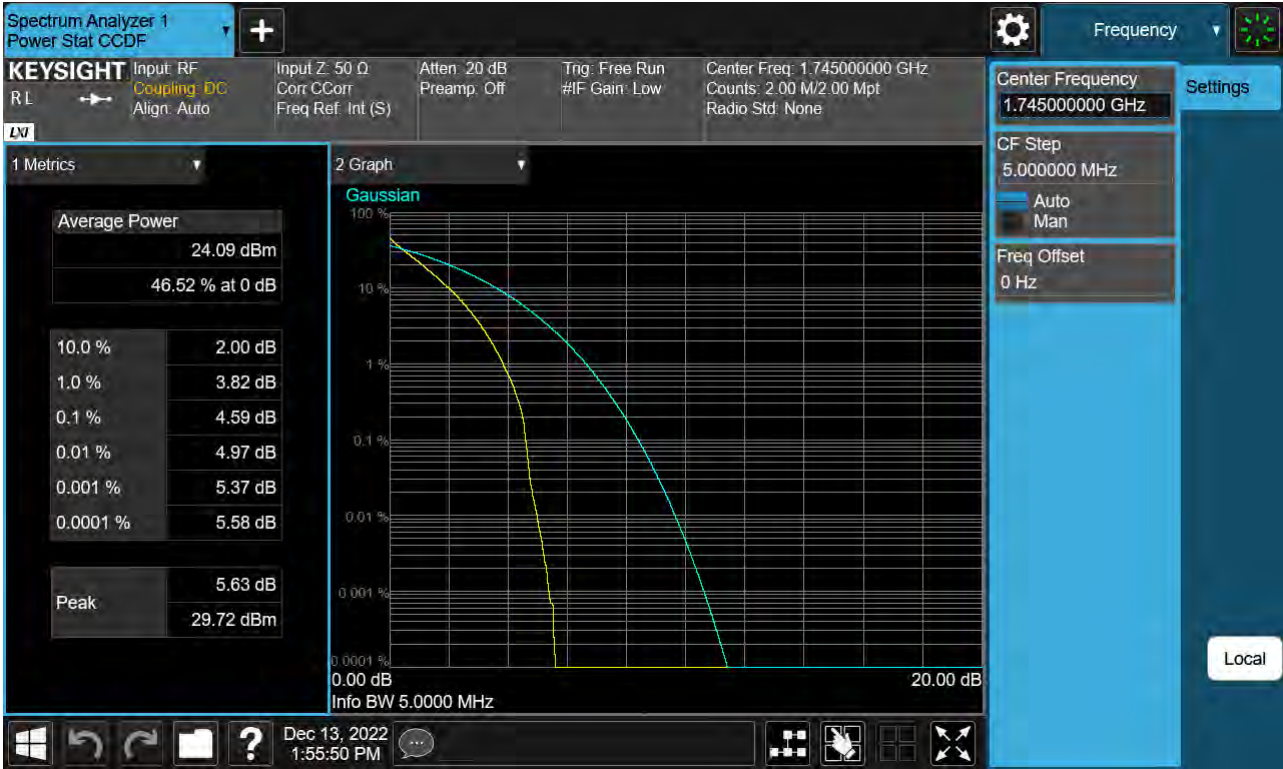 Spectrum Analyzer 1
Power Stat CCDF
+
Frequency
KEYSIGHT
R L
LXI
Input: RF
Coupling: DC
Align: Auto
Input Z: 50 Ω
Corr CCorr
Freq Ref: Int (S)
Atten: 20 dB
Preamp: Off
Trig: Free Run
#IF Gain: Low
Center Freq: 1.745000000 GHz
Counts: 2.00 M/2.00 Mpt
Radio Std: None
Center Frequency
1.745000000 GHz
Settings
CF Step
5.000000 MHz
Auto
Man
Freq Offset
0 Hz
1 Metrics
Average Power
24.09 dBm
46.52 % at 0 dB
10.0 % 2.00 dB
1.0 % 3.82 dB
0.1 % 4.59 dB
0.01 % 4.97 dB
0.001 % 5.37 dB
0.0001 % 5.58 dB
Peak
5.63 dB
29.72 dBm
2 Graph
Gaussian
100 %
10 %
1 %
0.1 %
0.01 %
0.001 %
0.0001 %
0.00 dB 20.00 dB
Info BW 5.0000 MHz
Local
?
Dec 13, 2022
1:55:50 PM